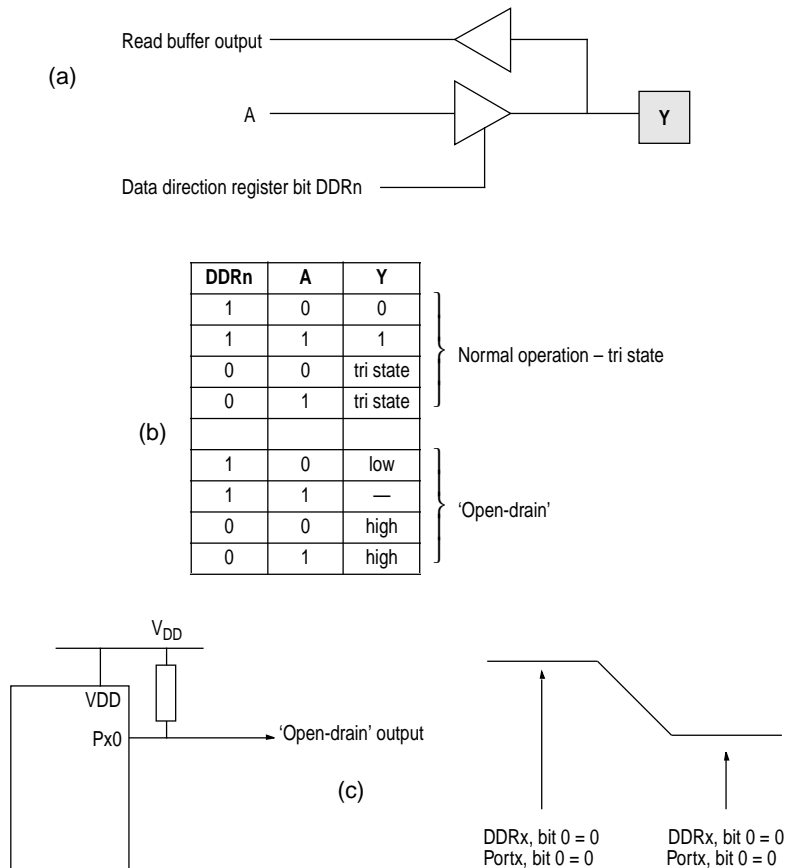 Read buffer output
(a)
A
Y
Data direction register bit DDRn
DDRn A Y
1 0 0
1 1 1
0 0 tri state
0 1 tri state
Normal operation – tri state
(b)
1 0 low
1 1 —
0 0 high
0 1 high
'Open-drain'
VDD
VDD
Px0
'Open-drain' output
(c)
DDRx, bit 0 = 0 DDRx, bit 0 = 0
Portx, bit 0 = 0 Portx, bit 0 = 0